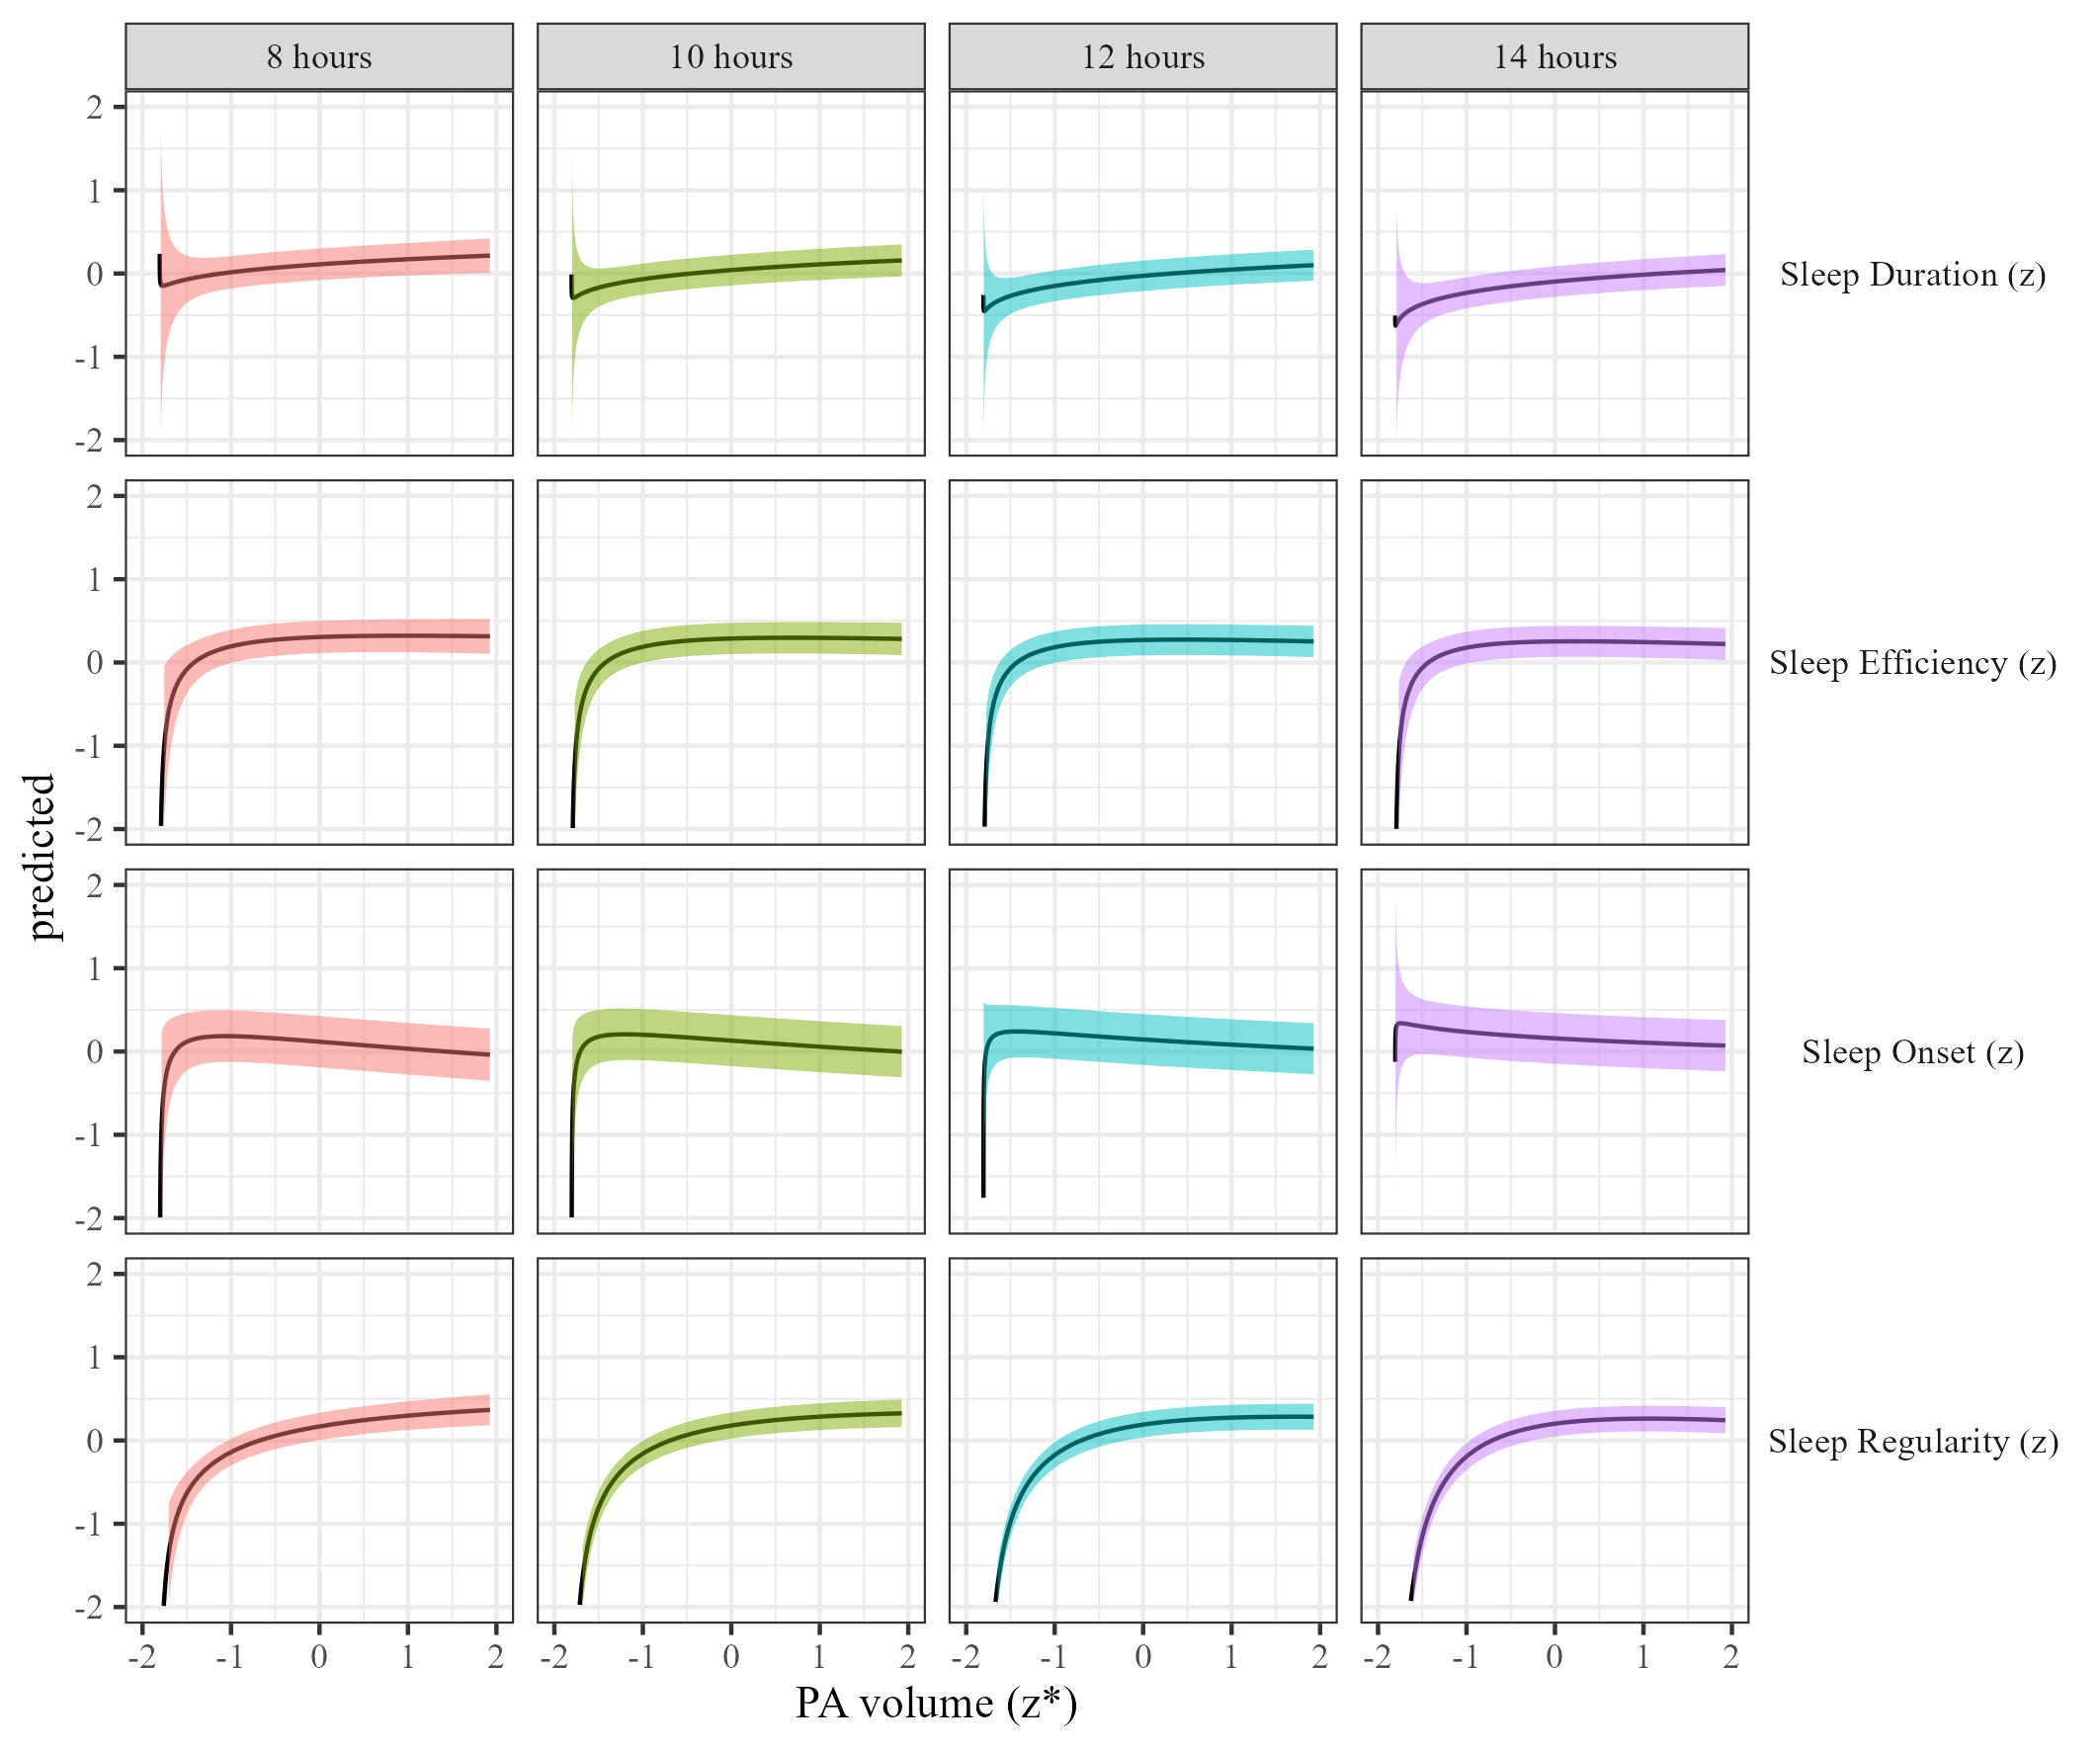 8 hours
10 hours
12 hours
14 hours
2
1
0
-1
-2
Sleep Duration (z)
2
1
0
-1
-2
Sleep Efficiency (z)
predicted
2
1
0
-1
-2
Sleep Onset (z)
2
1
0
-1
-2
Sleep Regularity (z)
-2 -1 0 1 2
-2 -1 0 1 2
-2 -1 0 1 2
-2 -1 0 1 2
PA volume (z*)